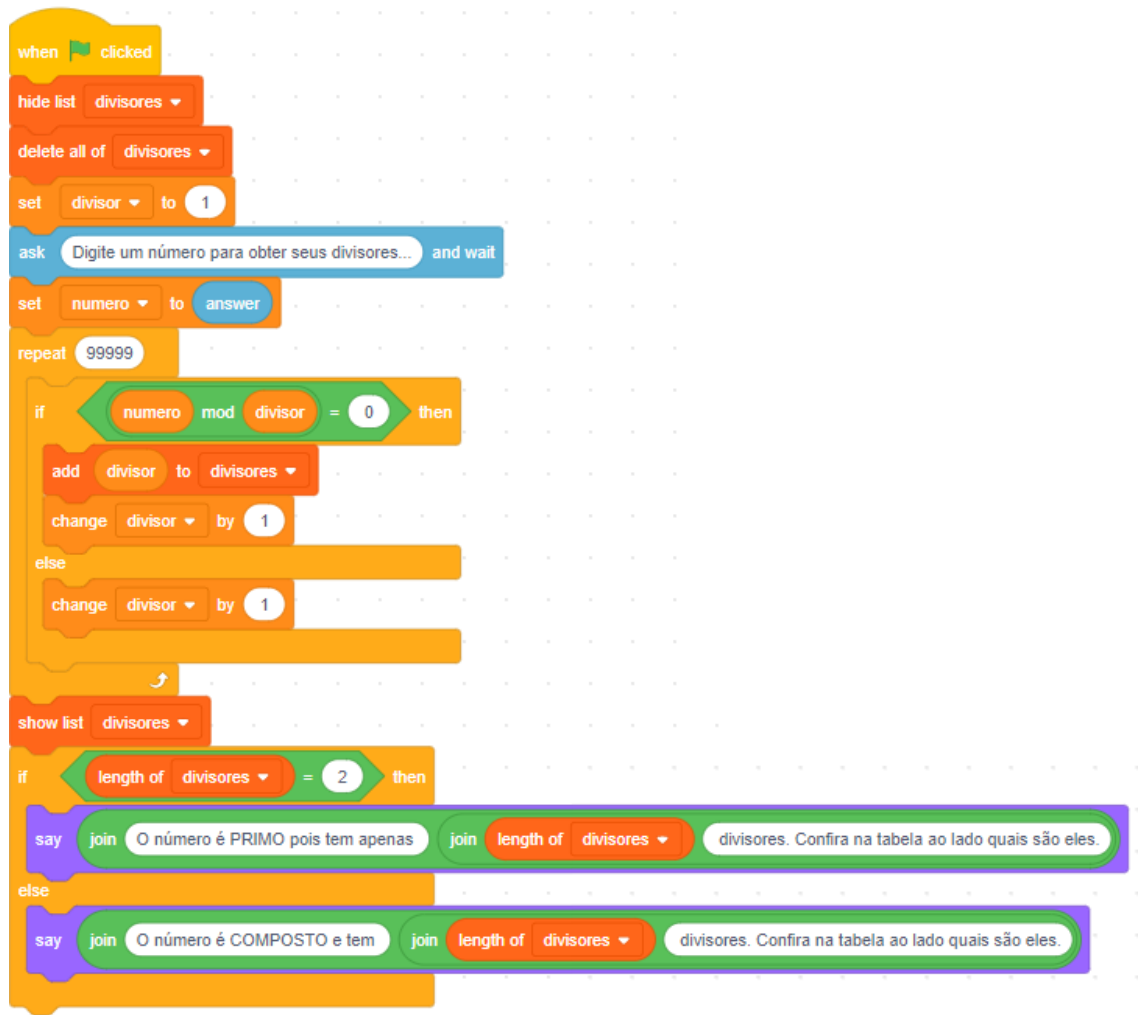 when clicked
hide list divisores
delete all of divisores
set divisor to 1
ask Digite um número para obter seus divisores... and wait
set numero to answer
repeat 99999
if numero mod divisor = 0 then
add divisor to divisores
change divisor by 1
else
change divisor by 1
show list divisores
if length of divisores = 2 then
say join O número é PRIMO pois tem apenas join length of divisores divisores. Confira na tabela ao lado quais são eles.
else
say join O número é COMPOSTO e tem join length of divisores divisores. Confira na tabela ao lado quais são eles.